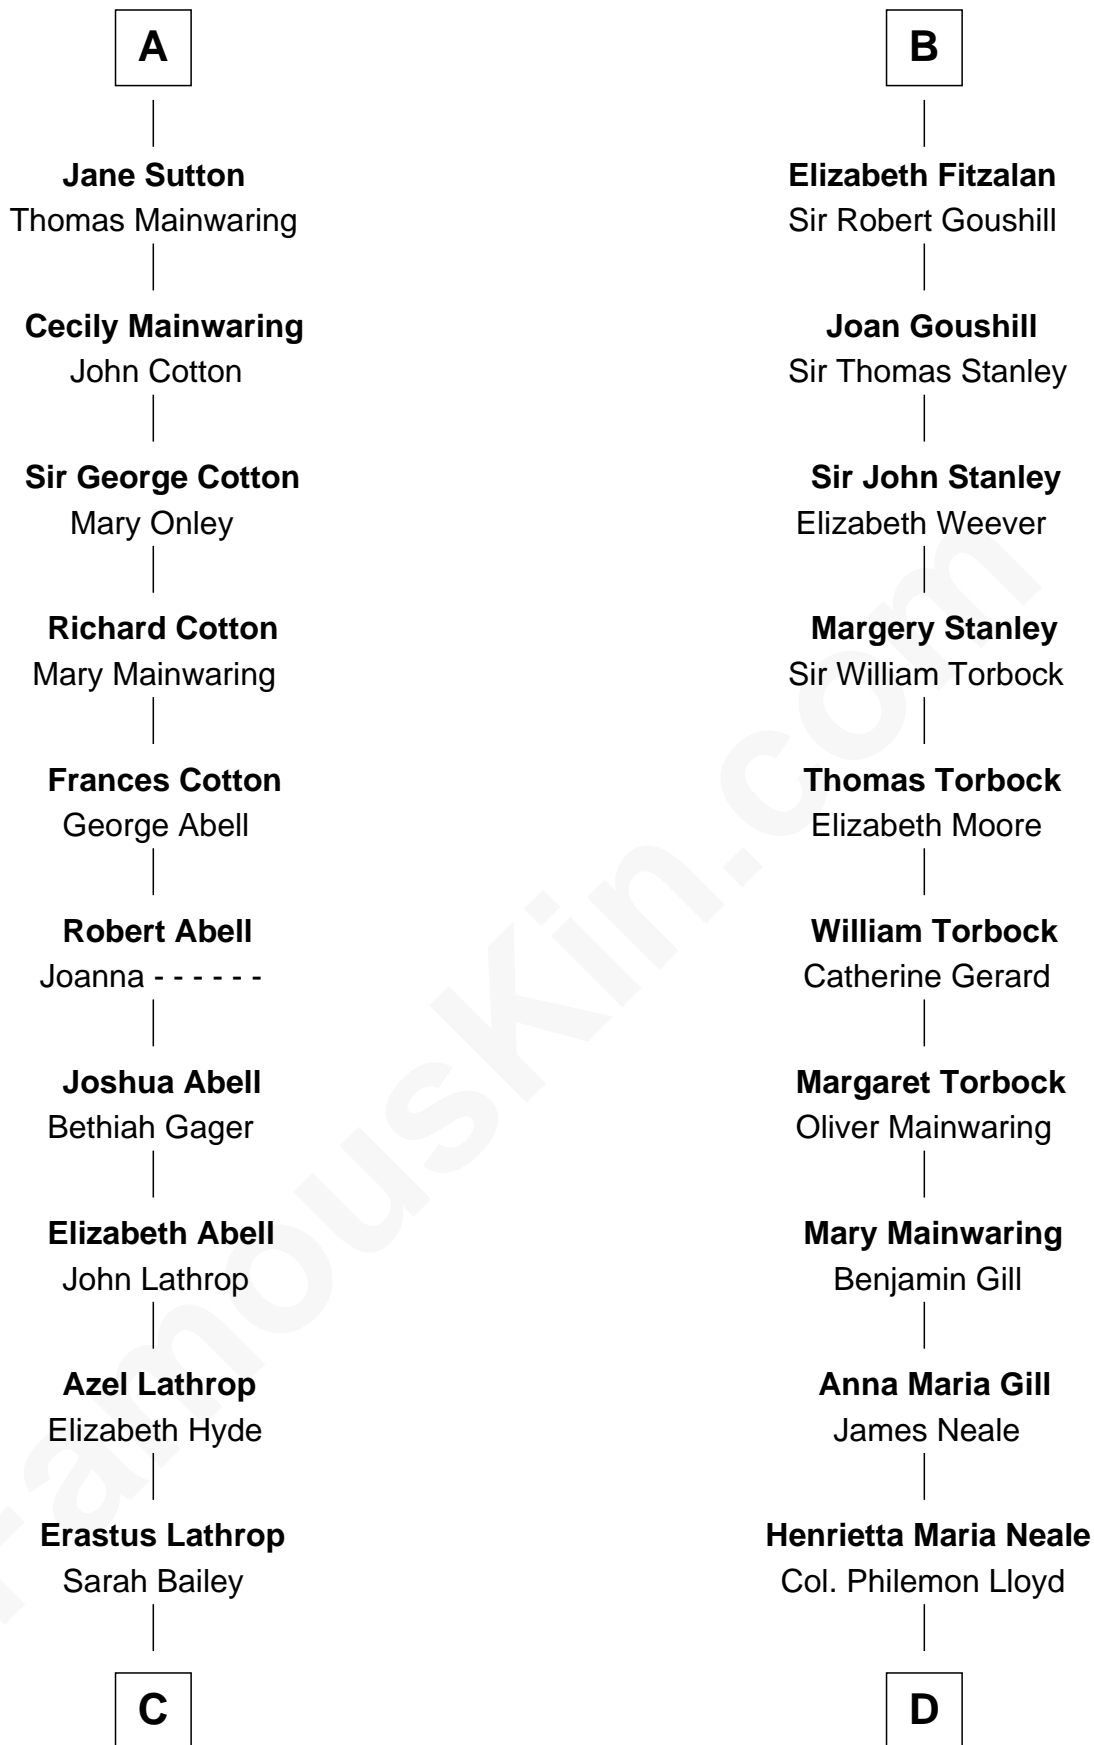 A
Jane Sutton
Thomas Mainwaring
Cecily Mainwaring
John Cotton
Sir George Cotton
Mary Onley
Richard Cotton
Mary Mainwaring
Frances Cotton
George Abell
Robert Abell
Joanna - - - - - -
Joshua Abell
Bethiah Gager
Elizabeth Abell
John Lathrop
Azel Lathrop
Elizabeth Hyde
Erastus Lathrop
Sarah Bailey
C
B
Elizabeth Fitzalan
Sir Robert Goushill
Joan Goushill
Sir Thomas Stanley
Sir John Stanley
Elizabeth Weever
Margery Stanley
Sir William Torbock
Thomas Torbock
Elizabeth Moore
William Torbock
Catherine Gerard
Margaret Torbock
Oliver Mainwaring
Mary Mainwaring
Benjamin Gill
Anna Maria Gill
James Neale
Henrietta Maria Neale
Col. Philemon Lloyd
D
FamousKin.com